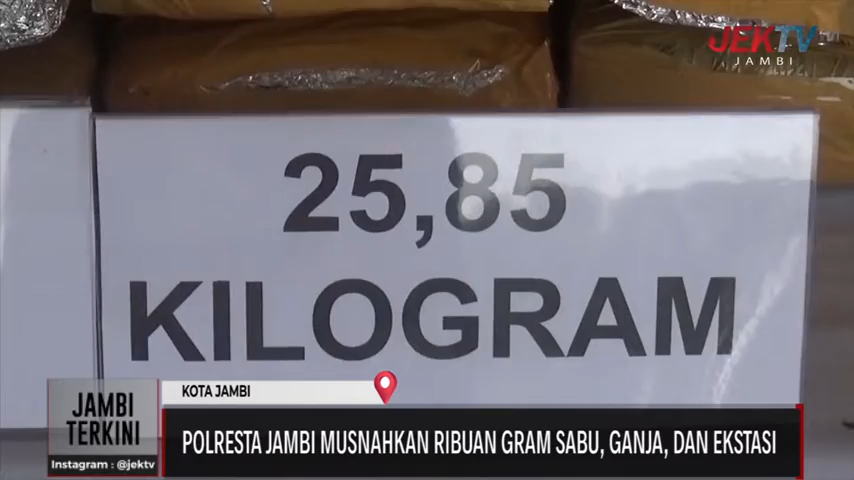 JEKTV
JAMBI
25,85
KILOGRAM
KOTA JAMBI
JAMBI
TERKINI
Instagram : @jektv
POLRESTA JAMBI MUSNAHKAN RIBUAN GRAM SABU, GANJA, DAN EKSTASI